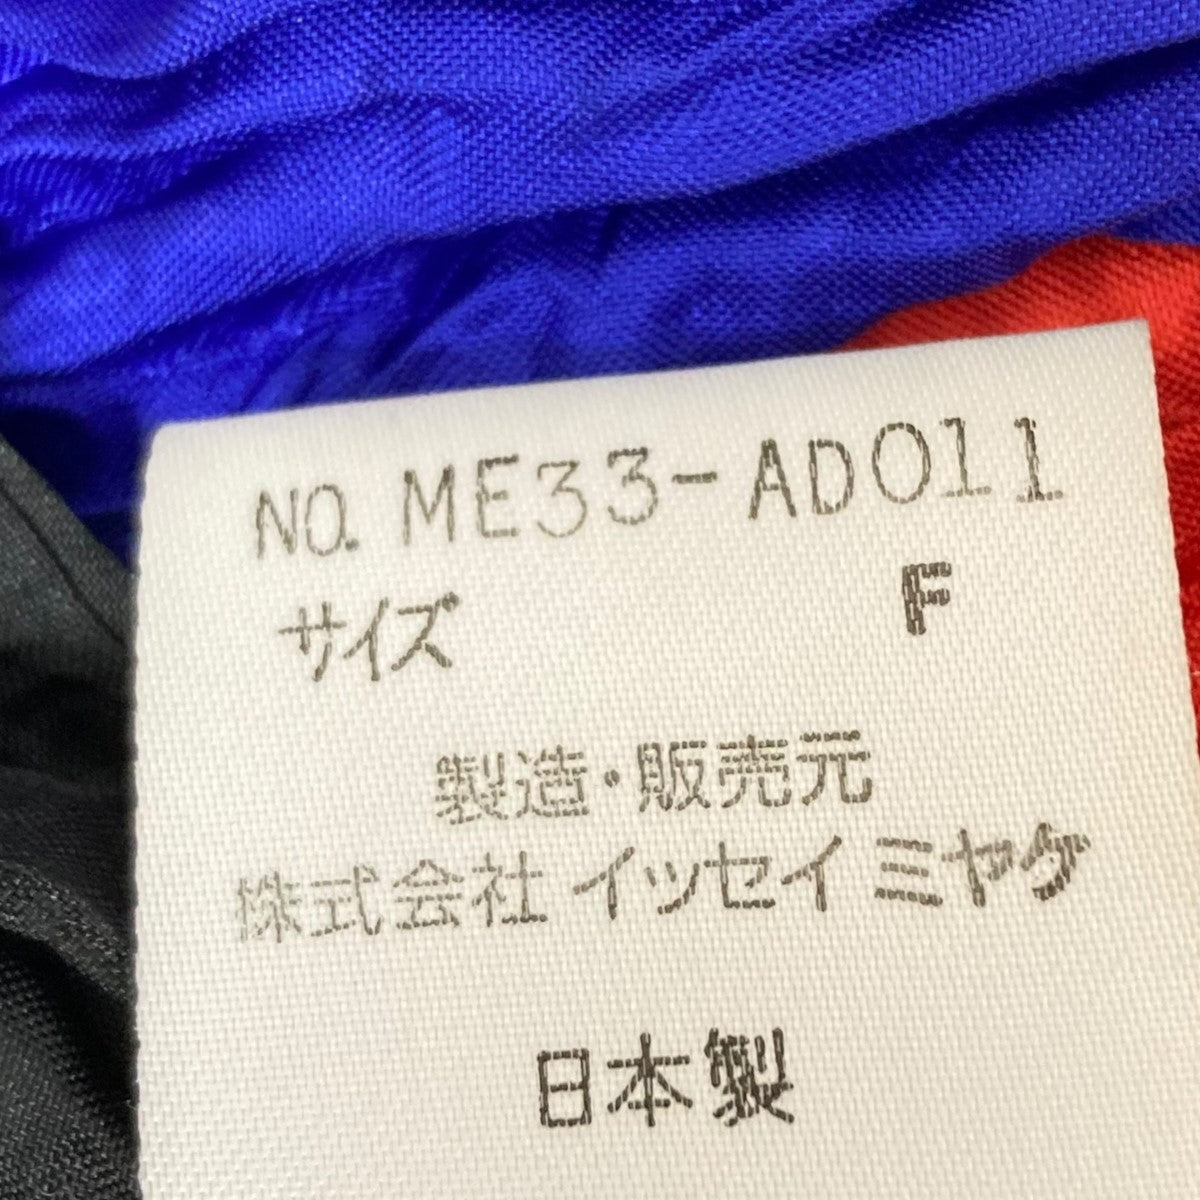 NO. ME33-AD011
サイズ F
製造・販売元
株式会社 イッセイ ミヤケ
日本製